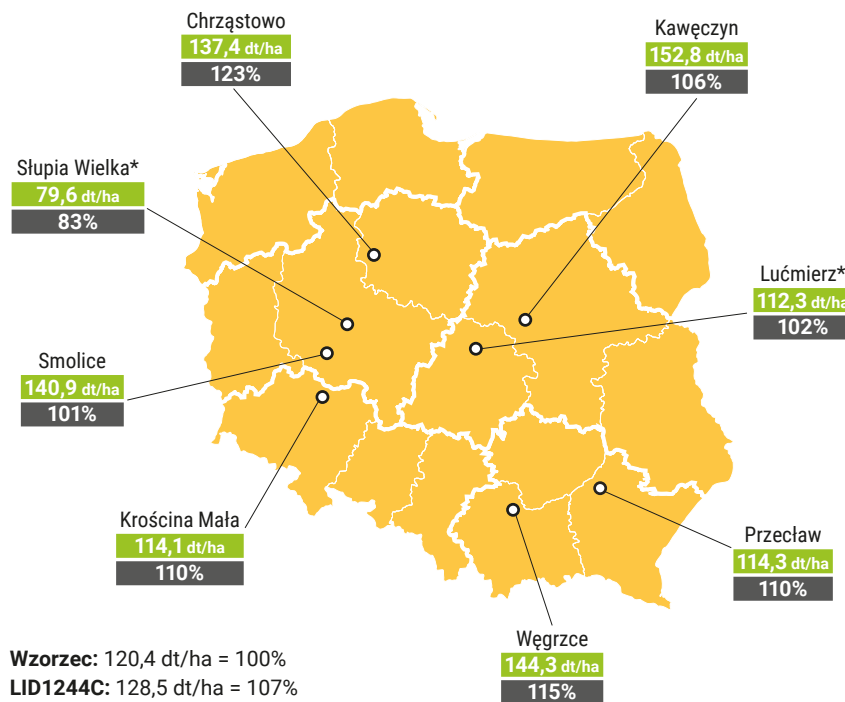 Chrząstowo
137,4 dt/ha
123%
Kawęczyn
152,8 dt/ha
106%
Słupia Wielka*
79,6 dt/ha
83%
Lućmierz*
112,3 dt/ha
102%
Smolice
140,9 dt/ha
101%
Krościna Mała
114,1 dt/ha
110%
Przecław
114,3 dt/ha
110%
Węgrzce
144,3 dt/ha
115%
Wzorzec: 120,4 dt/ha = 100%
LID1244C: 128,5 dt/ha = 107%